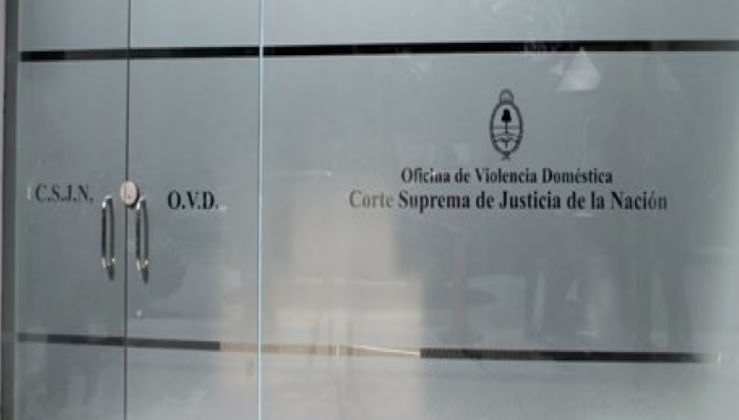 C.S.J.N.
O.V.D.
Oficina de Violencia Doméstica
Corte Suprema de Justicia de la Nación